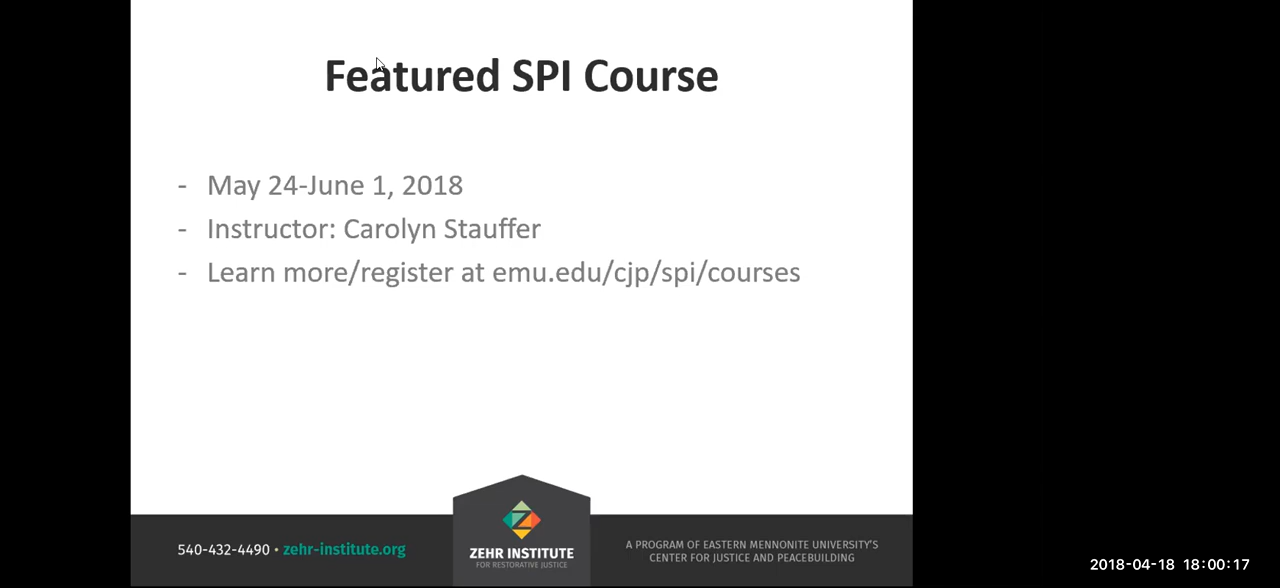 Featured SPI Course
- May 24-June 1, 2018
- Instructor: Carolyn Stauffer
- Learn more/register at emu.edu/cjp/spi/courses
540-432-4490 • zehr-institute.org
ZEHR INSTITUTE
FOR RESTORATIVE JUSTICE
A PROGRAM OF EASTERN MENNONITE UNIVERSITY'S
CENTER FOR JUSTICE AND PEACEBUILDING
2018-04-18 18:00:17